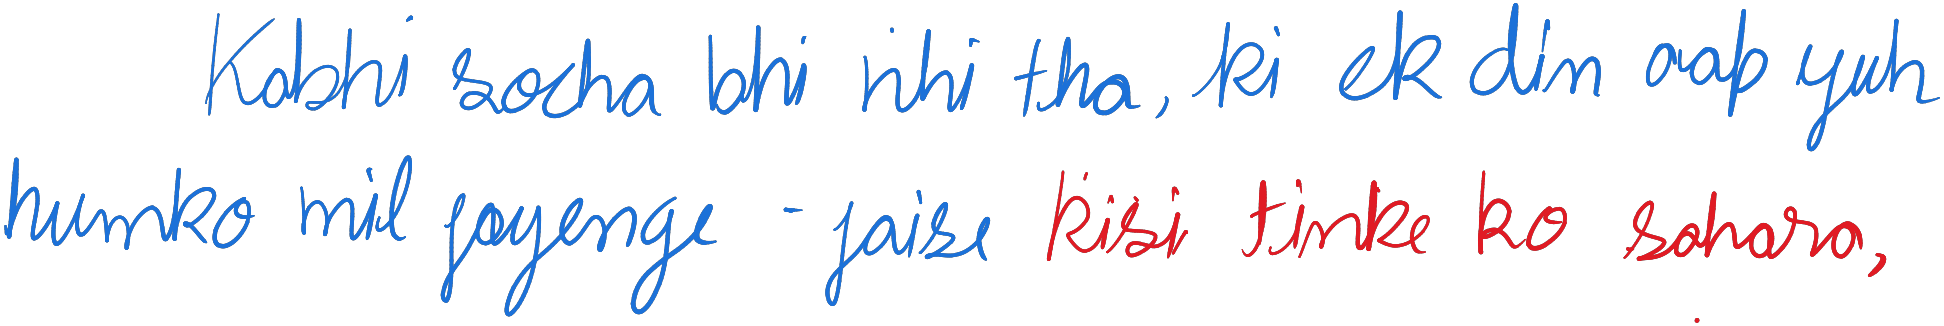 Kabhi socha bhi nhi tha, ki ek din aap yuh
humko mil jayenge - jaise kisi tinke ko sahara,